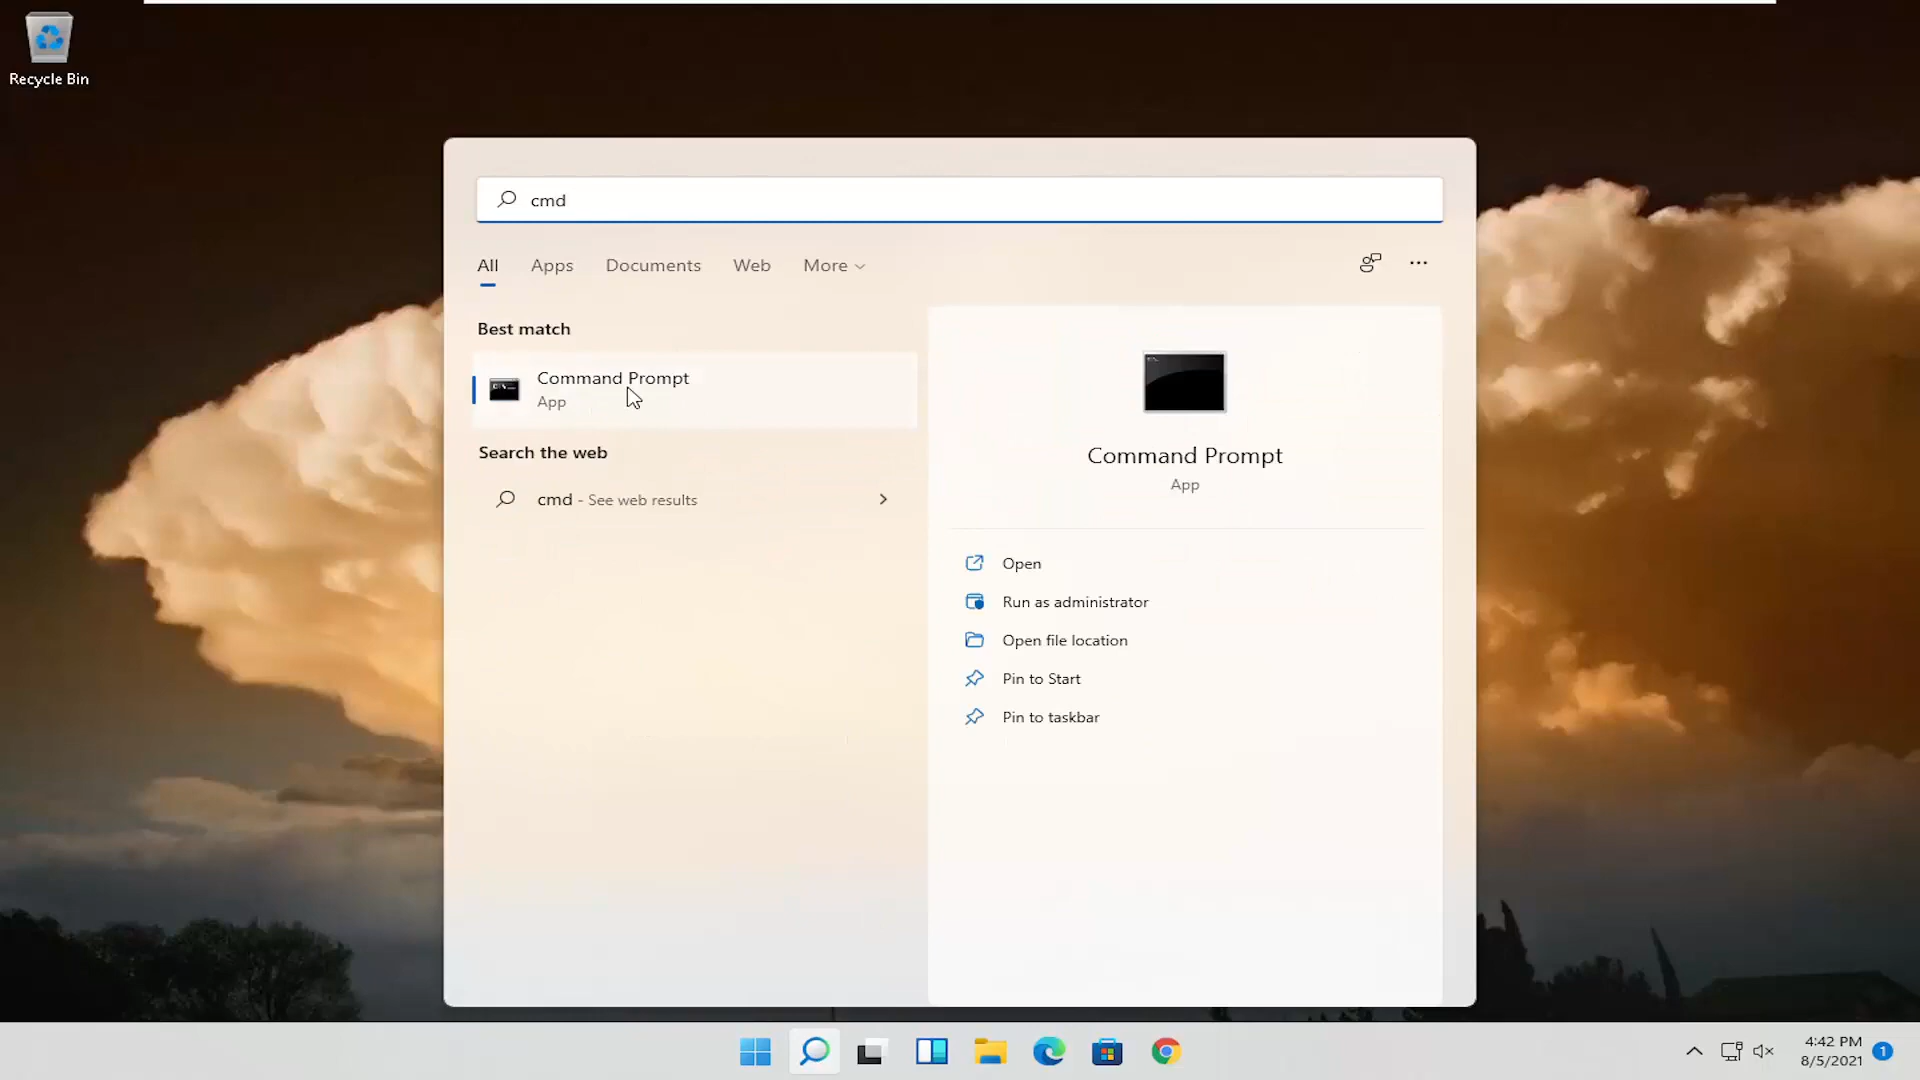 Recycle Bin
cmd
All Apps Documents Web More
Best match
Command Prompt
App
Search the web
cmd - See web results
Command Prompt
App
Open
Run as administrator
Open file location
Pin to Start
Pin to taskbar
4:42 PM
8/5/2021
1